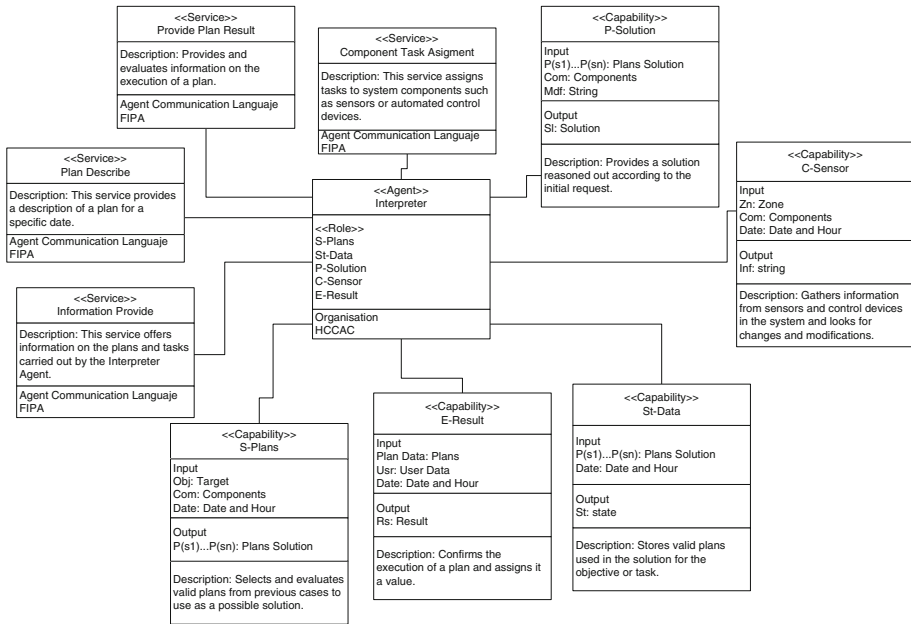 <<Service>>
Provide Plan Result
Description: Provides and
evaluates information on the
execution of a plan.
Agent Communication Languaje
FIPA
<<Service>>
Component Task Asigment
Description: This service assigns
tasks to system components such
as sensors or automated control
devices.
Agent Communication Languaje
FIPA
<<Capability>>
P-Solution
Input
P(s1)...P(sn): Plans Solution
Com: Components
Mdf: String
Output
Sl: Solution
Description: Provides a solution
reasoned out according to the
initial request.
<<Service>>
Plan Describe
Description: This service provides
a description of a plan for a
specific date.
Agent Communication Languaje
FIPA
<<Agent>>
Interpreter
<<Role>>
S-Plans
St-Data
P-Solution
C-Sensor
E-Result
Organisation
HCCAC
<<Capability>>
C-Sensor
Input
Zn: Zone
Com: Components
Date: Date and Hour
Output
Inf: string
Description: Gathers information
from sensors and control devices
in the system and looks for
changes and modifications.
<<Service>>
Information Provide
Description: This service offers
information on the plans and tasks
carried out by the Interpreter
Agent.
Agent Communication Languaje
FIPA
<<Capability>>
S-Plans
Input
Obj: Target
Com: Components
Date: Date and Hour
Output
P(s1)...P(sn): Plans Solution
Description: Selects and evaluates
valid plans from previous cases to
use as a possible solution.
<<Capability>>
E-Result
Input
Plan Data: Plans
Usr: User Data
Date: Date and Hour
Output
Rs: Result
Description: Confirms the
execution of a plan and assigns it
a value.
<<Capability>>
St-Data
Input
P(s1)...P(sn): Plans Solution
Date: Date and Hour
Output
St: state
Description: Stores valid plans
used in the solution for the
objective or task.